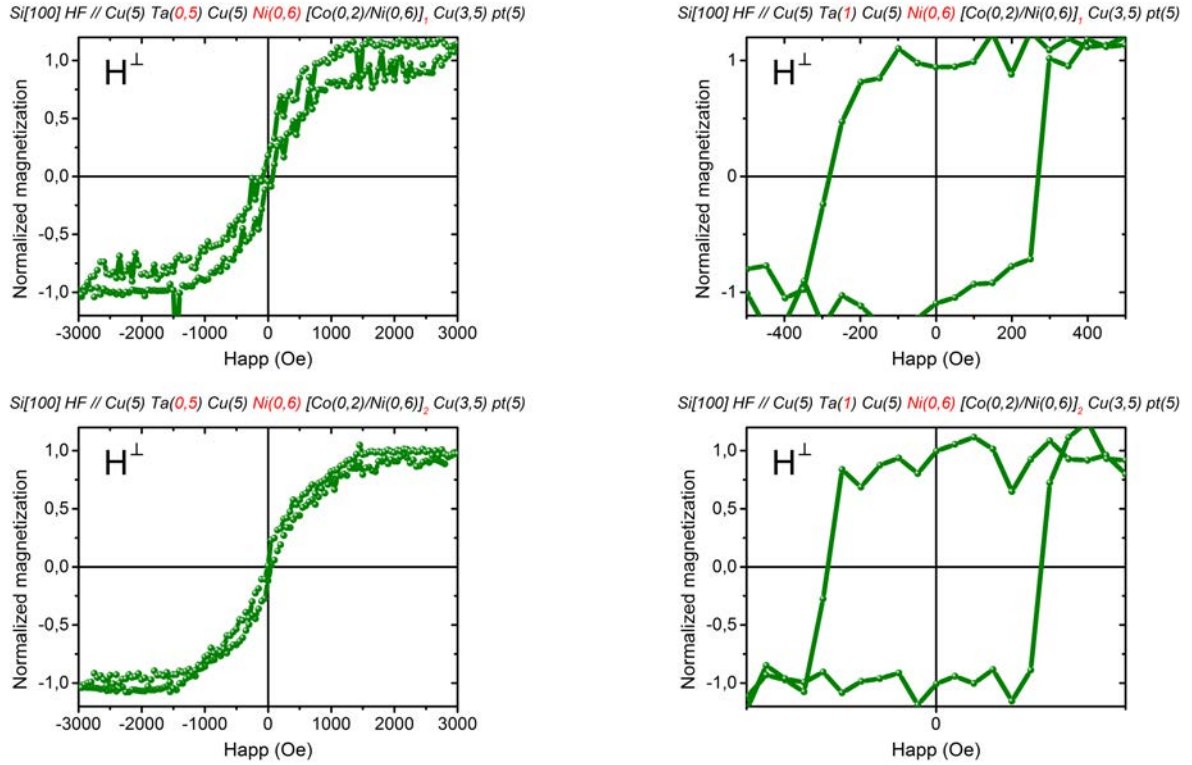 Si[100] HF // Cu(5) Ta(0,5) Cu(5) Ni(0,6) [Co(0,2)/Ni(0,6)]₁ Cu(3,5) pt(5)
H⊥
1,0
0,5
0,0
-0,5
-1,0
Normalized magnetization
-3000 -2000 -1000 0 1000 2000 3000
Happ (Oe)
Si[100] HF // Cu(5) Ta(1) Cu(5) Ni(0,6) [Co(0,2)/Ni(0,6)]₁ Cu(3,5) pt(5)
H⊥
1
0
-1
Normalized magnetization
-400 -200 0 200 400
Happ (Oe)
Si[100] HF // Cu(5) Ta(0,5) Cu(5) Ni(0,6) [Co(0,2)/Ni(0,6)]₂ Cu(3,5) pt(5)
H⊥
1,0
0,5
0,0
-0,5
-1,0
Normalized magnetization
-3000 -2000 -1000 0 1000 2000 3000
Happ (Oe)
Si[100] HF // Cu(5) Ta(1) Cu(5) Ni(0,6) [Co(0,2)/Ni(0,6)]₂ Cu(3,5) pt(5)
H⊥
1,0
0,5
0,0
-0,5
-1,0
Normalized magnetization
0
Happ (Oe)